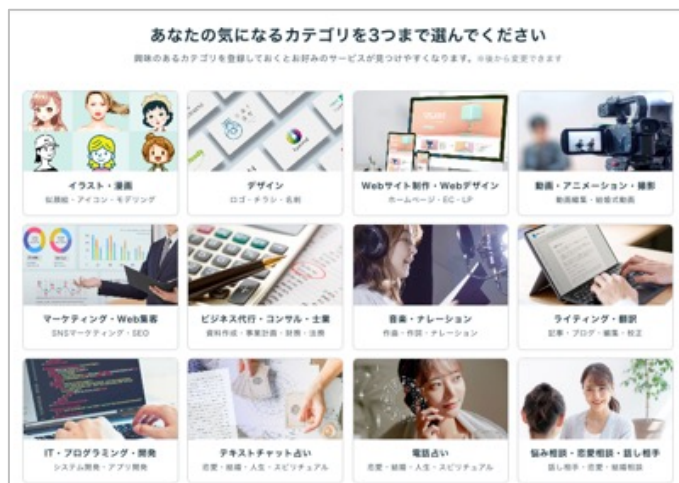 あなたの気になるカテゴリを3つまで選んでください
興味のあるカテゴリを登録しておくとお好みのサービスが見つけやすくなります。※後から変更できます
イラスト・漫画
似顔絵・アイコン・モデリング
デザイン
ロゴ・チラシ・名刺
Webサイト制作・Webデザイン
ホームページ・EC・LP
動画・アニメーション・撮影
動画編集・結婚式動画
マーケティング・Web集客
SNSマーケティング・SEO
ビジネス代行・コンサル・士業
資料作成・事業計画・財務・法務
音楽・ナレーション
作曲・作詞・ナレーション
ライティング・翻訳
記事・ブログ・編集・校正
IT・プログラミング・開発
システム開発・アプリ開発
テキストチャット占い
恋愛・結婚・人生・スピリチュアル
電話占い
恋愛・結婚・人生・スピリチュアル
悩み相談・恋愛相談・話し相手
話し相手・恋愛・結婚相談